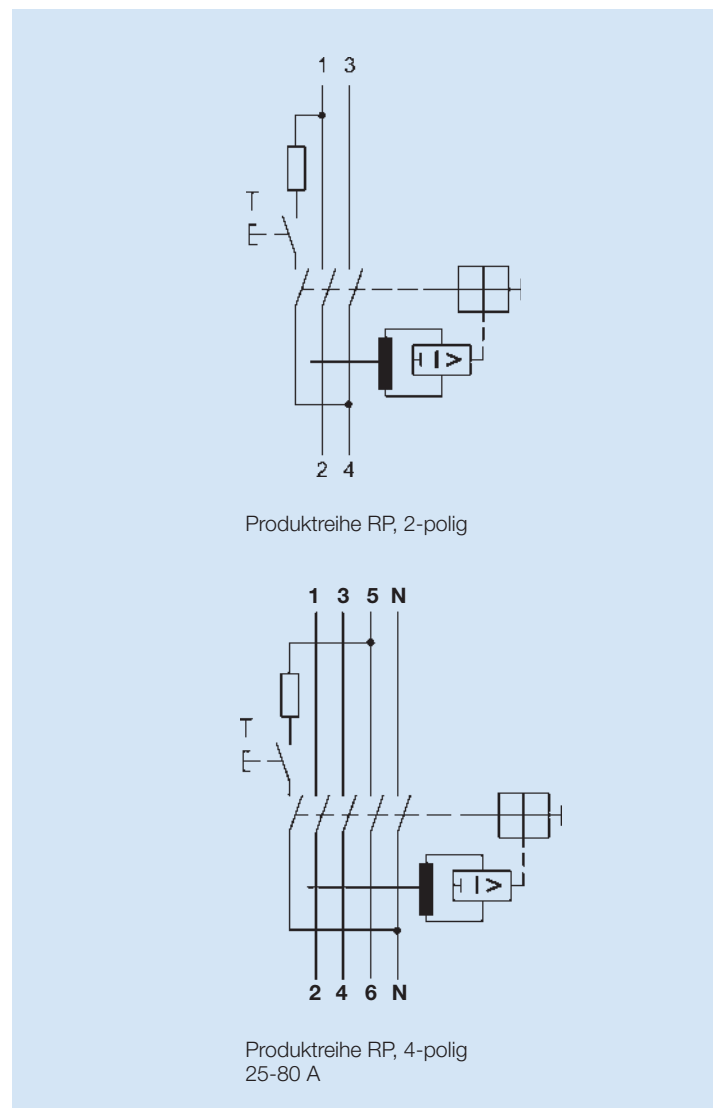 1 3
T
I>
2 4
Produktreihe RP, 2-polig
1 3 5 N
T
I>
2 4 6 N
Produktreihe RP, 4-polig
25-80 A